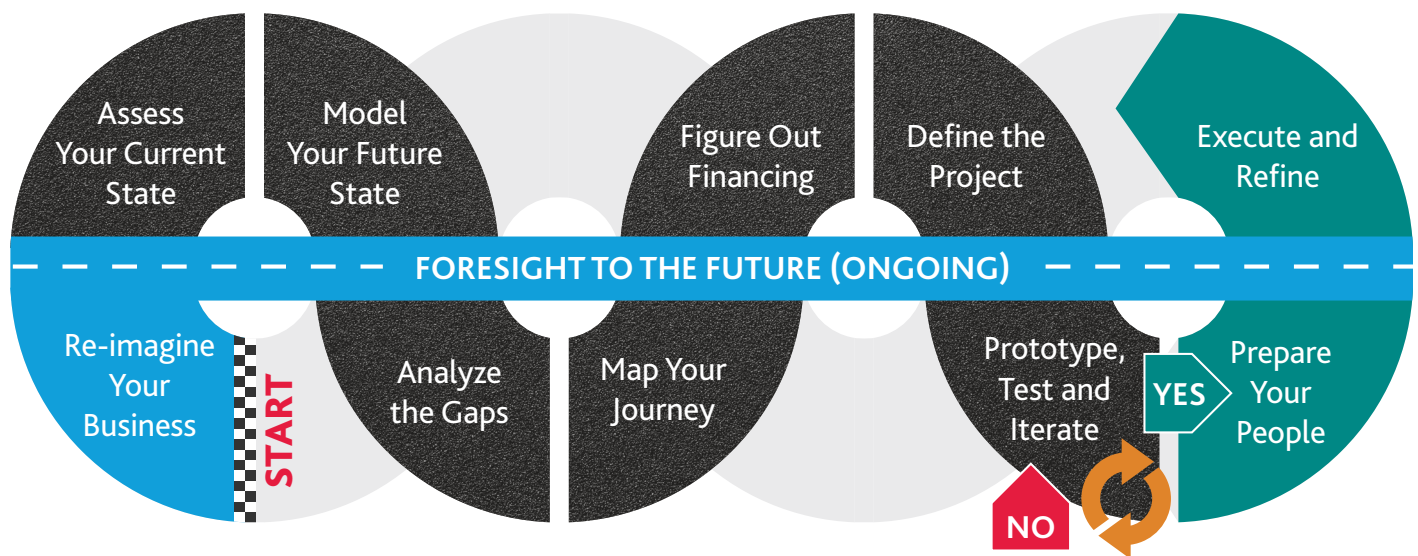 Assess
Your Current
State
Model
Your Future
State
Figure Out
Financing
Define the
Project
Execute and
Refine
FORESIGHT TO THE FUTURE (ONGOING)
Re-imagine
Your
Business
START
Analyze
the Gaps
Map Your
Journey
Prototype,
Test and
Iterate
YES
Prepare
Your
People
NO